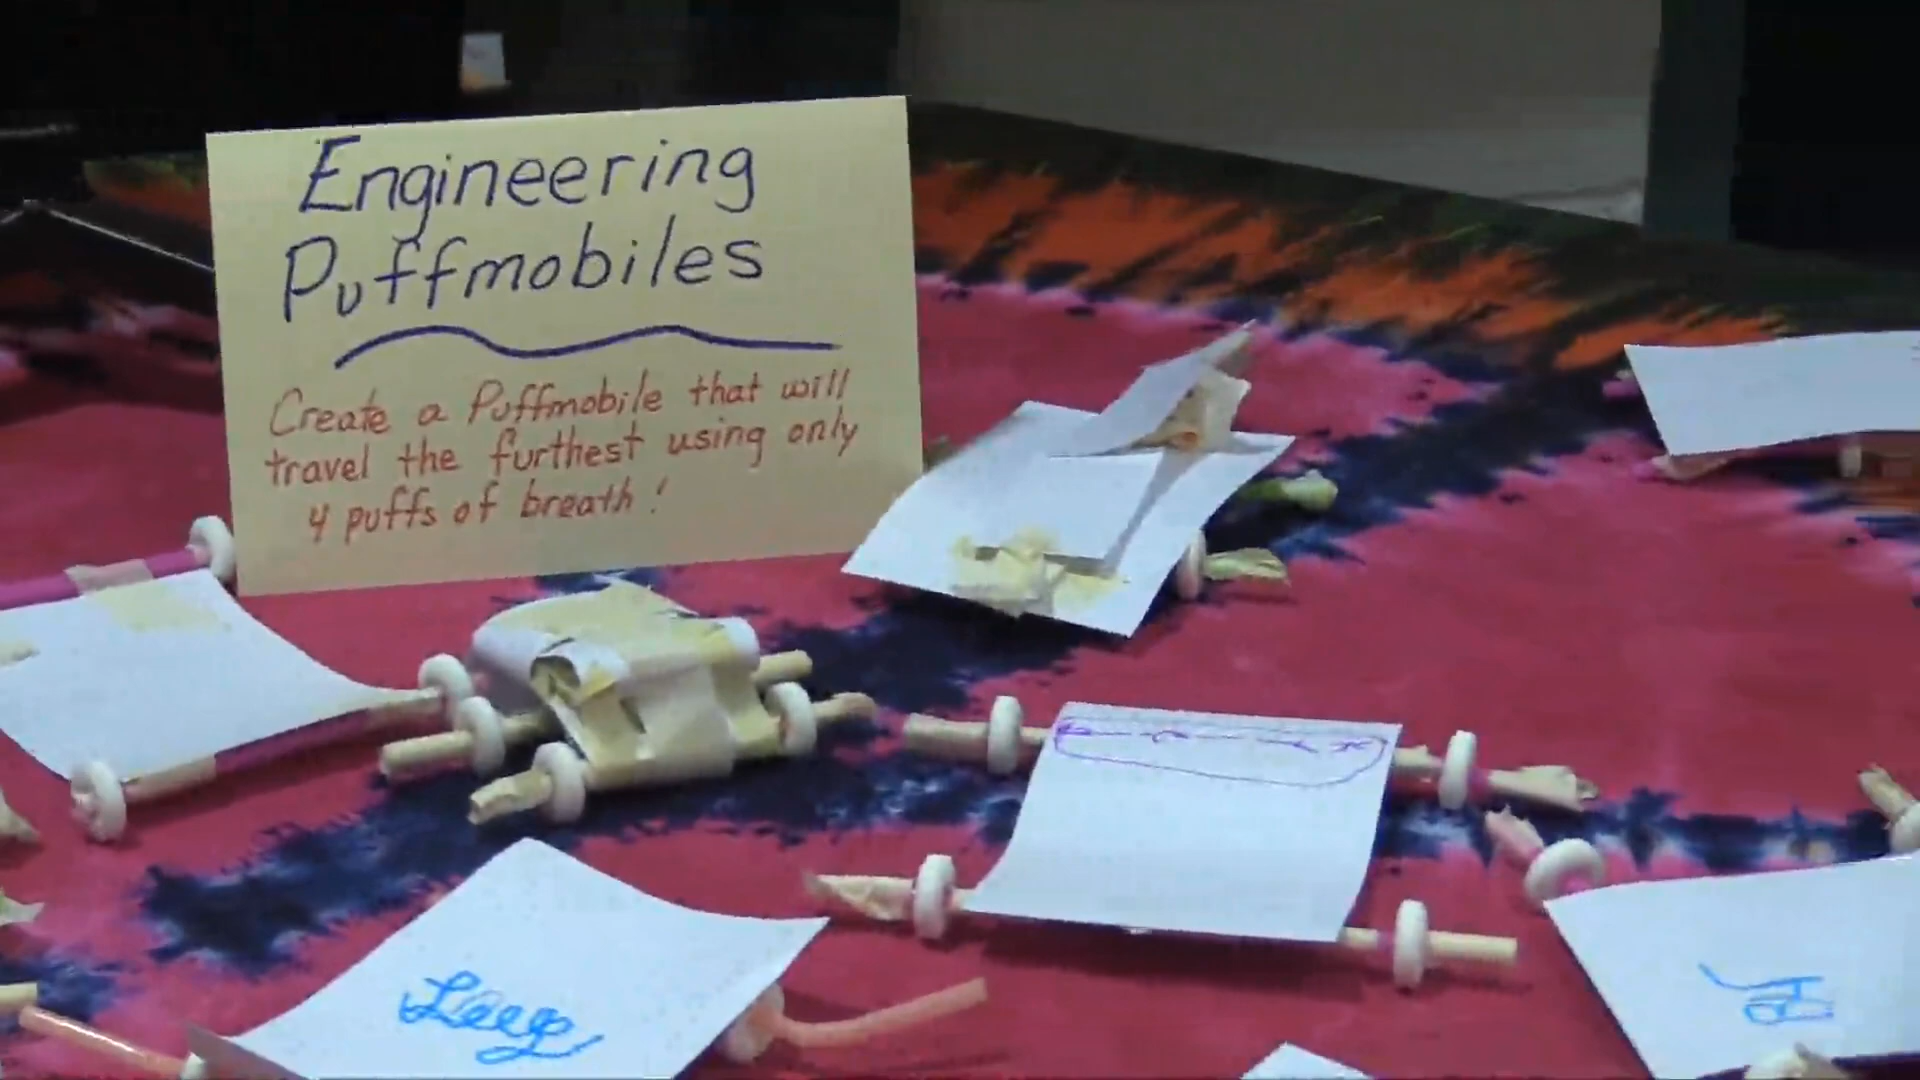 Engineering
Puffmobiles
Create a Puffmobile that will
travel the furthest using only
4 puffs of breath!